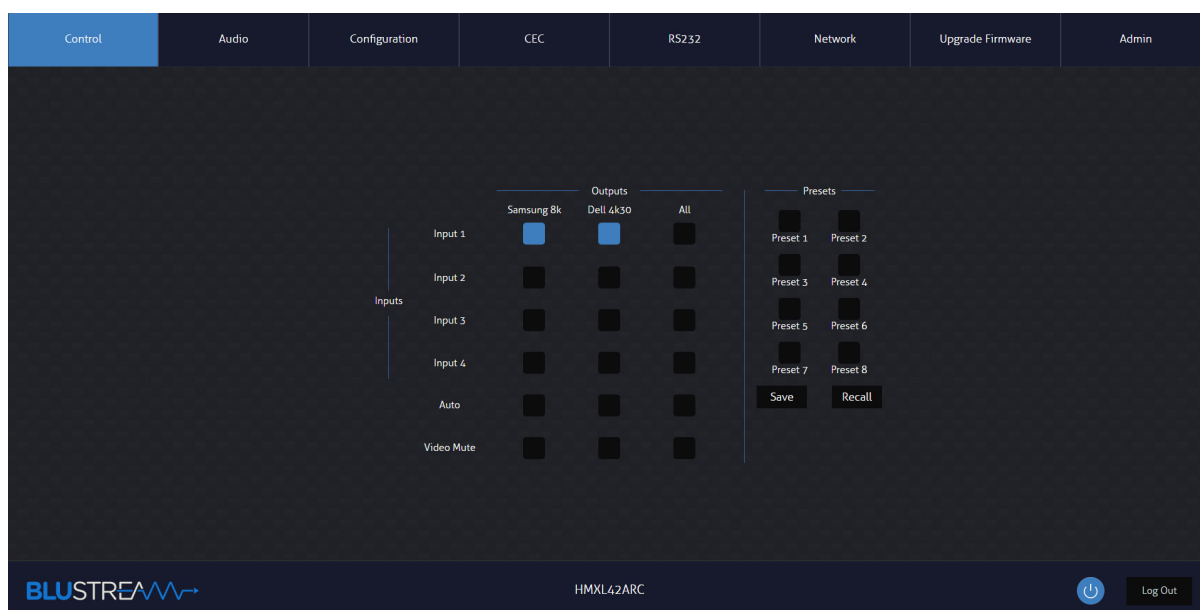 Control Audio Configuration CEC RS232 Network Upgrade Firmware Admin
Outputs Presets
Samsung 8k Dell 4k30 All
Input 1
Preset 1 Preset 2
Input 2
Preset 3 Preset 4
Inputs
Input 3
Preset 5 Preset 6
Input 4
Preset 7 Preset 8
Save Recall
Auto
Video Mute
BLUSTREAM HMXL42ARC Log Out